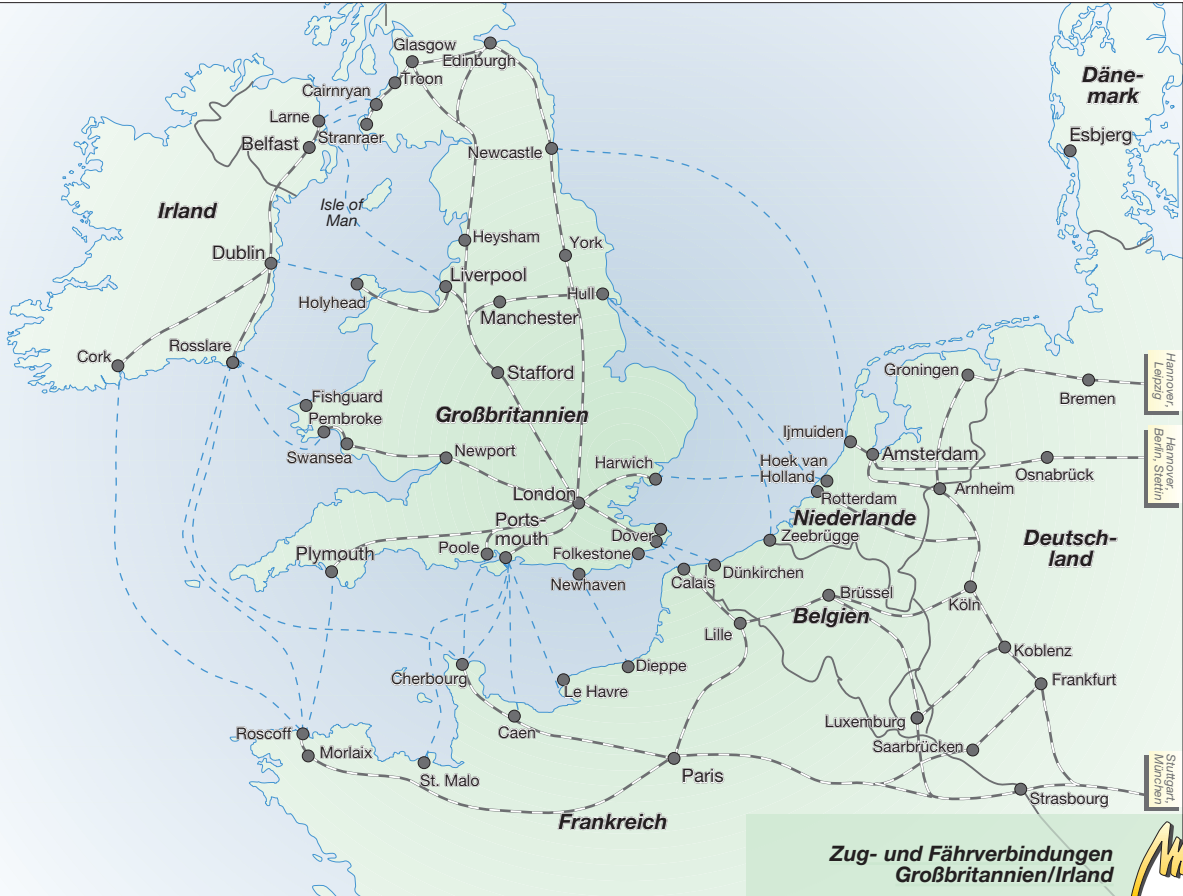 Glasgow
Edinburgh
Troon
Cairnryan
Larne
Stranraer
Belfast
Newcastle
Däne-
mark
Esbjerg
Irland
Isle of
Man
Dublin
Heysham
York
Liverpool
Holyhead
Hull
Manchester
Cork
Rosslare
Stafford
Fishguard
Pembroke
Großbritannien
Swansea
Newport
Harwich
London
Groningen
Bremen
Hannover,
Leipzig
Ijmuiden
Amsterdam
Hoek van
Holland
Rotterdam
Osnabrück
Arnheim
Hannover,
Berlin, Stettin
Niederlande
Zeebrügge
Deutsch-
land
Ports-
mouth
Poole
Plymouth
Dover
Folkestone
Newhaven
Calais
Dünkirchen
Brüssel
Belgien
Köln
Lille
Koblenz
Frankfurt
Dieppe
Cherbourg
Le Havre
Caen
Luxemburg
Saarbrücken
Roscoff
Morlaix
St. Malo
Paris
Strasbourg
Stuttgart,
München
Frankreich
Zug- und Fährverbindungen
Großbritannien/Irland